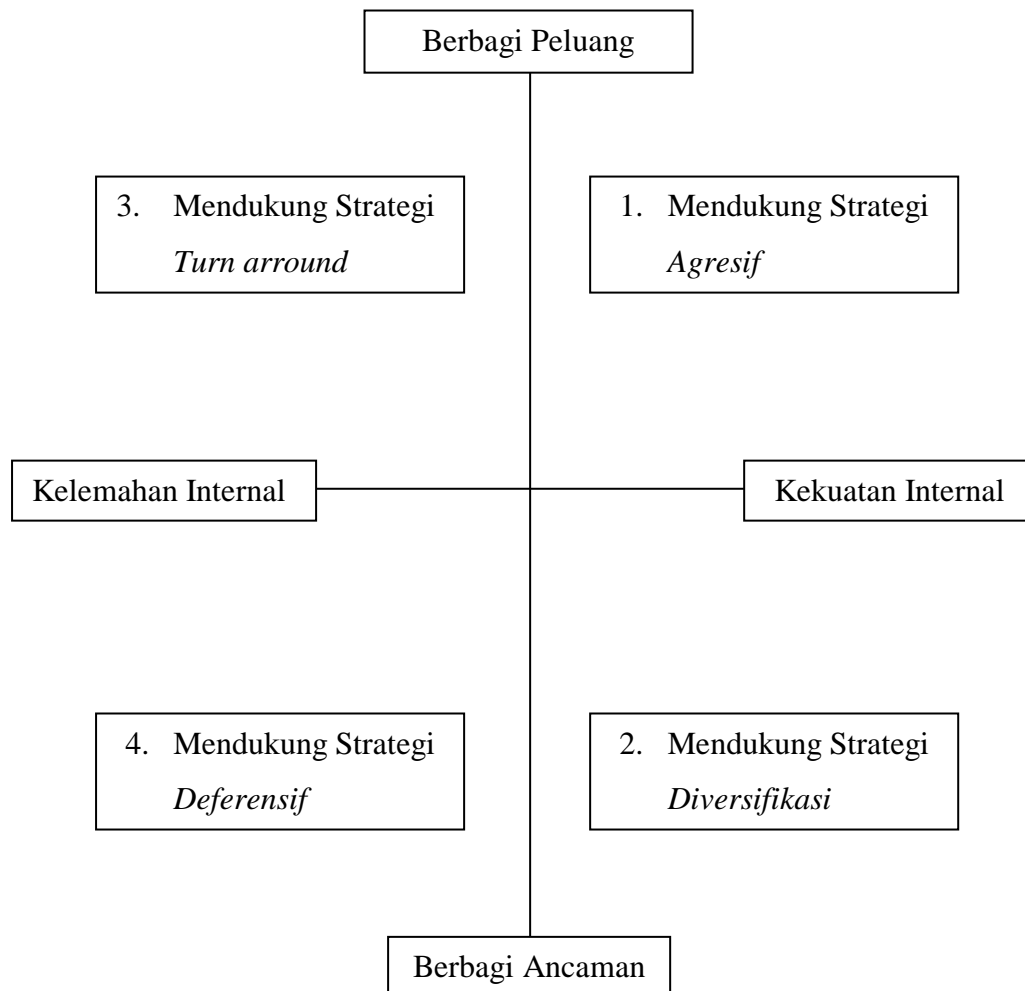 Berbagi Peluang
3. Mendukung Strategi
Turn arround
1. Mendukung Strategi
Agresif
Kelemahan Internal
Kekuatan Internal
4. Mendukung Strategi
Deferensif
2. Mendukung Strategi
Diversifikasi
Berbagi Ancaman